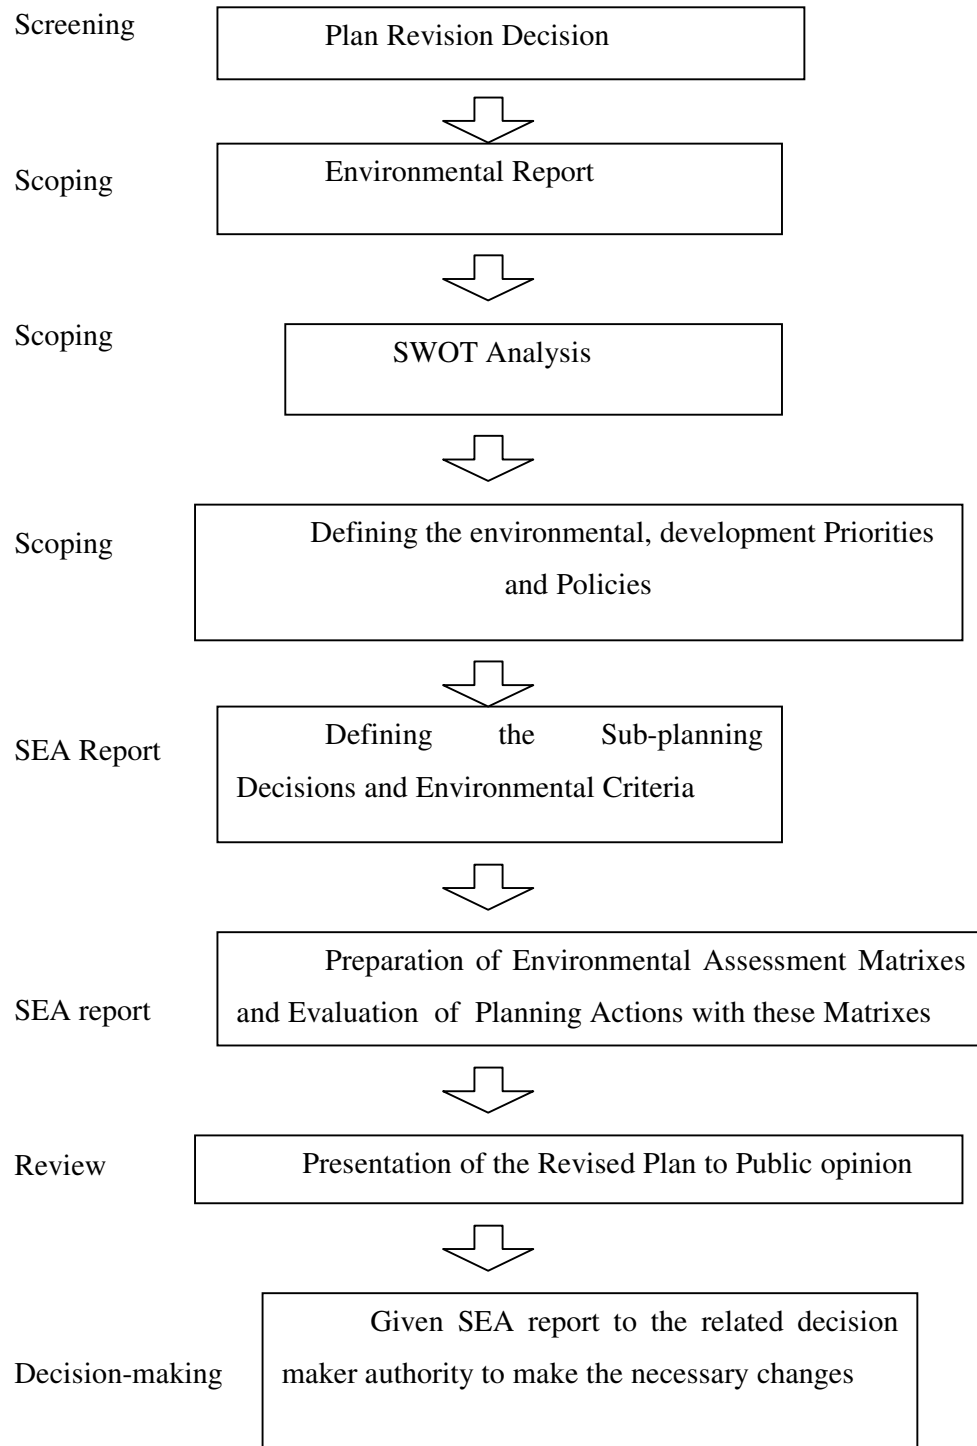 Screening
Plan Revision Decision
Scoping
Environmental Report
Scoping
SWOT Analysis
Scoping
Defining the environmental, development Priorities
and Policies
SEA Report
Defining the Sub-planning
Decisions and Environmental Criteria
SEA report
Preparation of Environmental Assessment Matrixes
and Evaluation of Planning Actions with these Matrixes
Review
Presentation of the Revised Plan to Public opinion
Decision-making
Given SEA report to the related decision
maker authority to make the necessary changes